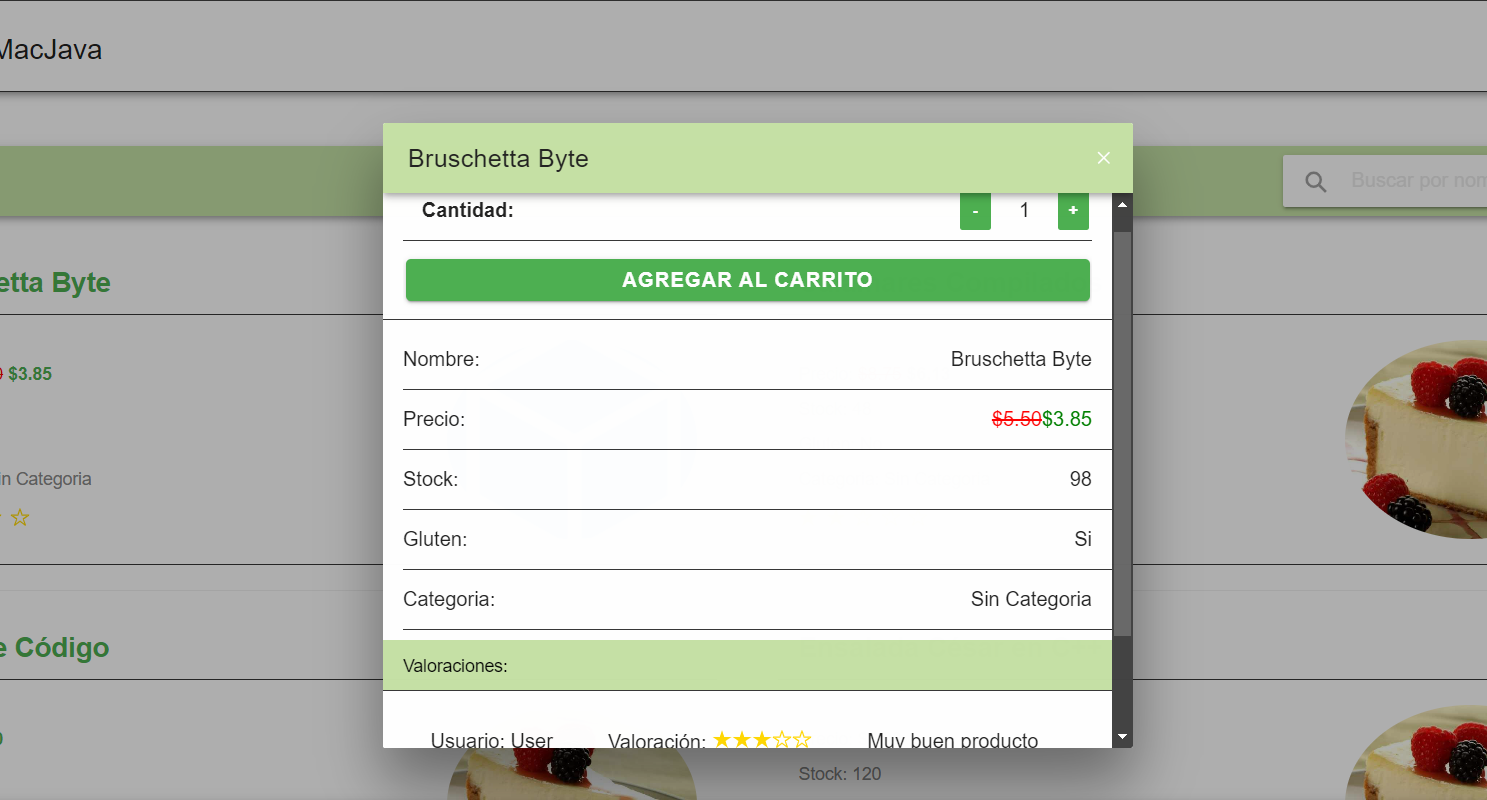 MacJava
Bruschetta Byte
×
Buscar por nom
Cantidad:
-
1
+
etta Byte
AGREGAR AL CARRITO
Nombre:
Bruschetta Byte
$3.85
Precio:
$5.50$3.85
in Categoria
Stock:
98
Gluten:
Si
Categoria:
Sin Categoria
e Código
Valoraciones:
Usuario: User
Valoración: ★★★☆☆
Muy buen producto
Stock: 120